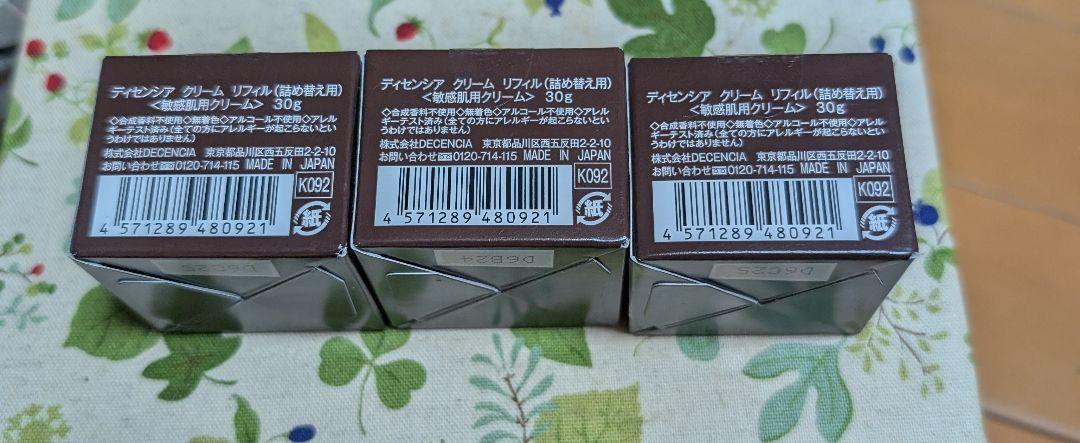 ディセンシア クリーム リフィル(詰め替え用)
<敏感肌用クリーム> 30g
◇合成香料不使用◇無着色◇アルコール不使用◇アレル
ギーテスト済み(全ての方にアレルギーが起こらないとい
うわけではありません)
株式会社DECENCIA 東京都品川区西五反田2-2-10
お問い合わせ 0120-714-115 MADE IN JAPAN
K092
4 571289 480921
紙
D6C25
ディセンシア クリーム リフィル(詰め替え用)
<敏感肌用クリーム> 30g
◇合成香料不使用◇無着色◇アルコール不使用◇アレル
ギーテスト済み(全ての方にアレルギーが起こらないとい
うわけではありません)
株式会社DECENCIA 東京都品川区西五反田2-2-10
お問い合わせ 0120-714-115 MADE IN JAPAN
K092
4 571289 480921
紙
D6B24
ディセンシア クリーム リフィル(詰め替え用)
<敏感肌用クリーム> 30g
◇合成香料不使用◇無着色◇アルコール不使用◇アレル
ギーテスト済み(全ての方にアレルギーが起こらないとい
うわけではありません)
株式会社DECENCIA 東京都品川区西五反田2-2-10
お問い合わせ 0120-714-115 MADE IN JAPAN
K092
4 571289 480921
紙
D6C25